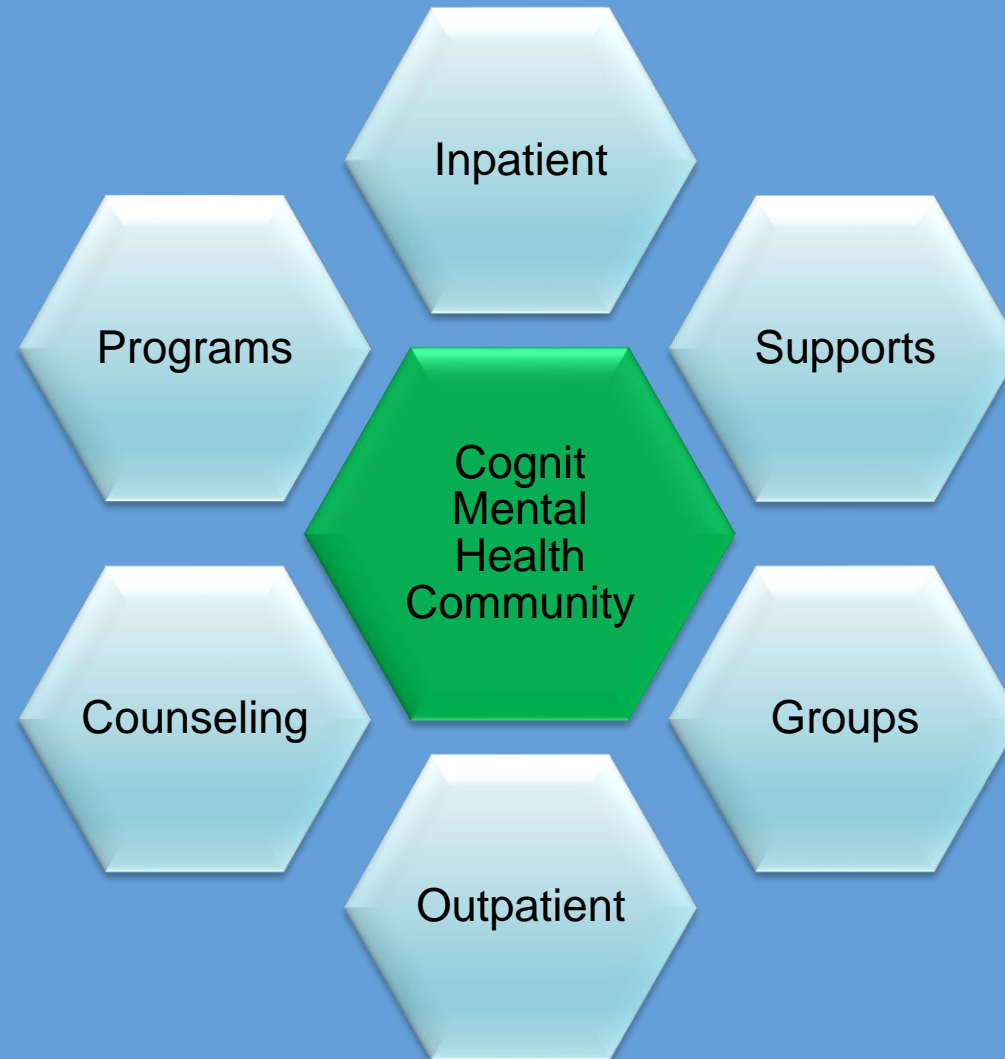 Inpatient
Programs
Supports
Cognit
Mental
Health
Community
Counseling
Groups
Outpatient